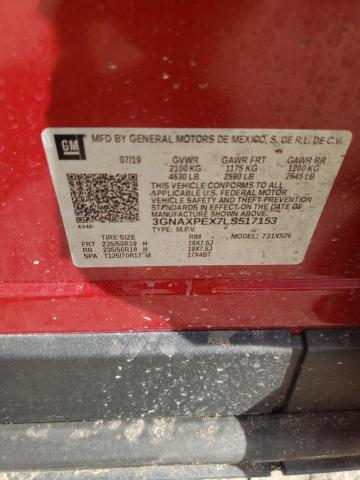 GM
MFD BY GENERAL MOTORS DE MEXICO, S. DE R.L. DE C.V.
07/19 GVWR GAWR FRT GAWR RR
2100 KG 1175 KG 1200 KG
4630 LB 2590 LB 2645 LB
THIS VEHICLE CONFORMS TO ALL
APPLICABLE U.S. FEDERAL MOTOR
VEHICLE SAFETY AND THEFT
PREVENTION STANDARDS IN EFFECT
ON THE DATE OF MANUFACTURE
SHOWN ABOVE.
3GNAXPEX7LS517153
TYPE: M.P.V. MODEL: 731XS26
TIRE SIZE RIM
FRT 235/50R19 H 19X7.5J
RR 235/50R19 H 19X7.5J
SPA T125/70R17 M 17X4BT